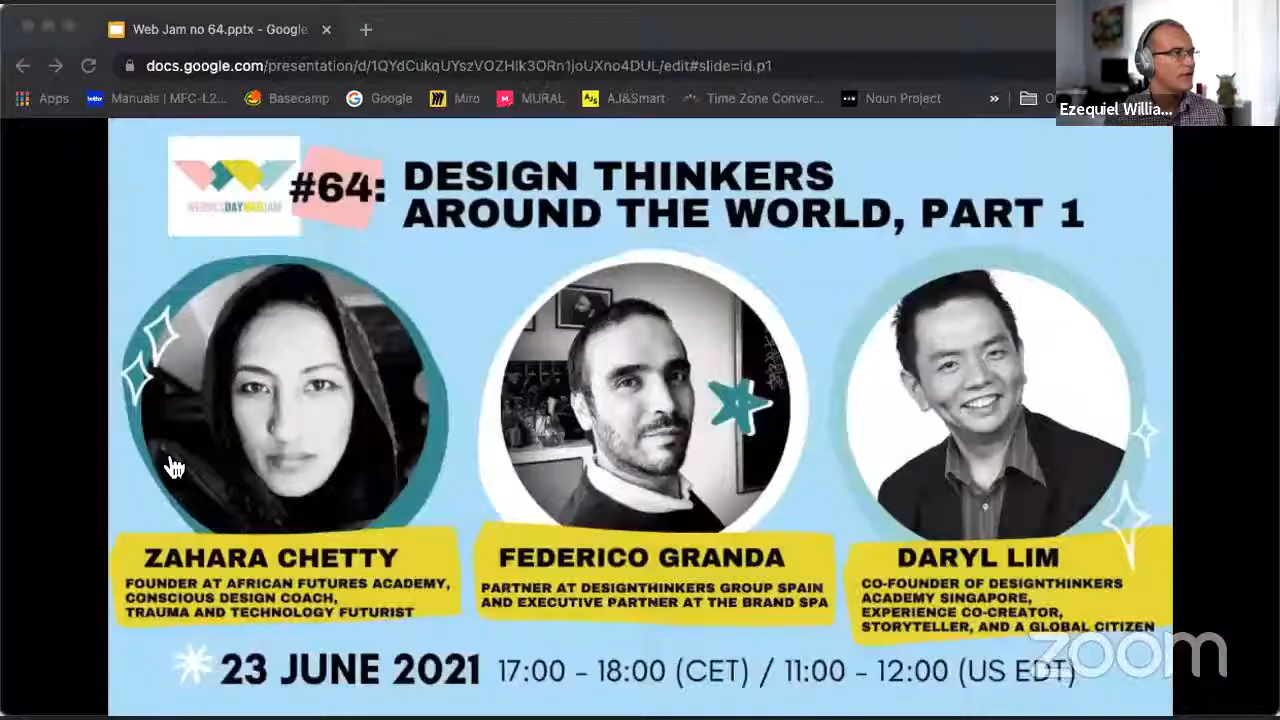 Web Jam no 64.pptx - Google
docs.google.com/presentation/d/1QYdCukqUYszVOZHlk3ORn1joUXno4DUL/edit#slide=id.p1
Apps
Manuals | MFC-L2...
Basecamp
Google
Miro
MURAL
AJ&Smart
Time Zone Conver...
Noun Project
Ezequiel Willia...
WEDNESDAYWEBJAM
#64:
DESIGN THINKERS
AROUND THE WORLD, PART 1
ZAHARA CHETTY
FOUNDER AT AFRICAN FUTURES ACADEMY,
CONSCIOUS DESIGN COACH,
TRAUMA AND TECHNOLOGY FUTURIST
FEDERICO GRANDA
PARTNER AT DESIGNTHINKERS GROUP SPAIN
AND EXECUTIVE PARTNER AT THE BRAND SPA
DARYL LIM
CO-FOUNDER OF DESIGNTHINKERS
ACADEMY SINGAPORE,
EXPERIENCE CO-CREATOR,
STORYTELLER, AND A GLOBAL CITIZEN
23 JUNE 2021 17:00 – 18:00 (CET) / 11:00 – 12:00 (US EDT)
zoom